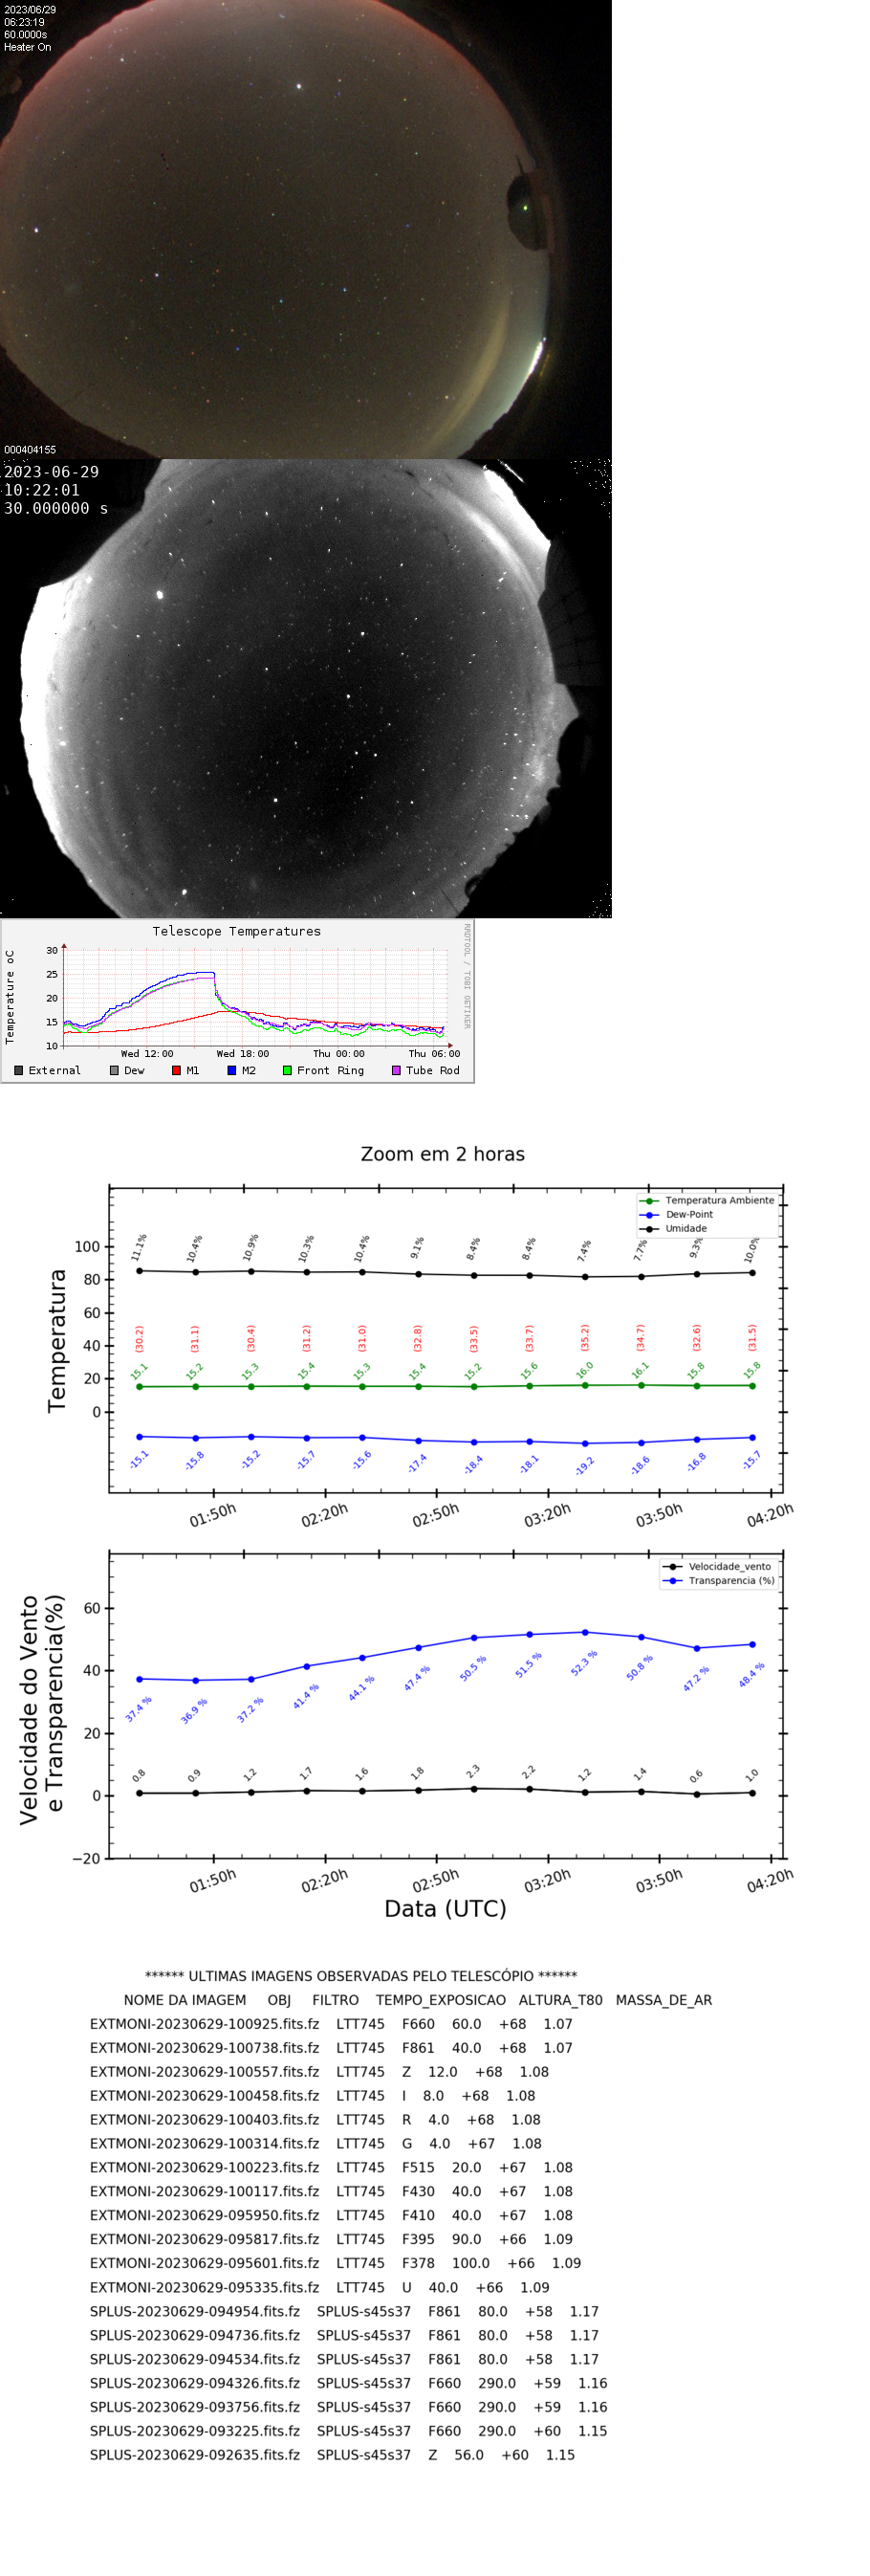 2023/06/29
06:23:19
60.0000s
Heater On
000404155
2023-06-29
10:22:01
30.000000 s
Telescope Temperatures
RRDTOOL / TOBI OETIKER
Temperature oC
30
25
20
15
10
Wed 12:00 Wed 18:00 Thu 00:00 Thu 06:00
External Dew M1 M2 Front Ring Tube Rod
Zoom em 2 horas
Temperatura Ambiente
Dew-Point
Umidade
Temperatura
100
80
60
40
20
0
11.1% 10.4% 10.9% 10.3% 10.4% 9.1% 8.4% 8.4% 7.4% 7.7% 9.3% 10.0%
(30.2) (31.1) (30.4) (31.2) (31.0) (32.8) (33.5) (33.7) (35.2) (34.7) (32.6) (31.5)
15.1 15.2 15.3 15.4 15.3 15.4 15.2 15.6 16.0 16.1 15.8 15.8
-15.1 -15.8 -15.2 -15.7 -15.6 -17.4 -18.4 -18.1 -19.2 -18.6 -16.8 -15.7
01:50h 02:20h 02:50h 03:20h 03:50h 04:20h
Velocidade_vento
Transparencia (%)
Velocidade do Vento
e Transparencia(%)
60
40
20
0
−20
37.4 % 36.9 % 37.2 % 41.4 % 44.1 % 47.4 % 50.5 % 51.5 % 52.3 % 50.8 % 47.2 % 48.4 %
0.8 0.9 1.2 1.7 1.6 1.8 2.3 2.2 1.2 1.4 0.6 1.0
01:50h 02:20h 02:50h 03:20h 03:50h 04:20h
Data (UTC)
****** ULTIMAS IMAGENS OBSERVADAS PELO TELESCÓPIO ******
NOME DA IMAGEM OBJ FILTRO TEMPO_EXPOSICAO ALTURA_T80 MASSA_DE_AR
EXTMONI-20230629-100925.fits.fz LTT745 F660 60.0 +68 1.07
EXTMONI-20230629-100738.fits.fz LTT745 F861 40.0 +68 1.07
EXTMONI-20230629-100557.fits.fz LTT745 Z 12.0 +68 1.08
EXTMONI-20230629-100458.fits.fz LTT745 I 8.0 +68 1.08
EXTMONI-20230629-100403.fits.fz LTT745 R 4.0 +68 1.08
EXTMONI-20230629-100314.fits.fz LTT745 G 4.0 +67 1.08
EXTMONI-20230629-100223.fits.fz LTT745 F515 20.0 +67 1.08
EXTMONI-20230629-100117.fits.fz LTT745 F430 40.0 +67 1.08
EXTMONI-20230629-095950.fits.fz LTT745 F410 40.0 +67 1.08
EXTMONI-20230629-095817.fits.fz LTT745 F395 90.0 +66 1.09
EXTMONI-20230629-095601.fits.fz LTT745 F378 100.0 +66 1.09
EXTMONI-20230629-095335.fits.fz LTT745 U 40.0 +66 1.09
SPLUS-20230629-094954.fits.fz SPLUS-s45s37 F861 80.0 +58 1.17
SPLUS-20230629-094736.fits.fz SPLUS-s45s37 F861 80.0 +58 1.17
SPLUS-20230629-094534.fits.fz SPLUS-s45s37 F861 80.0 +58 1.17
SPLUS-20230629-094326.fits.fz SPLUS-s45s37 F660 290.0 +59 1.16
SPLUS-20230629-093756.fits.fz SPLUS-s45s37 F660 290.0 +59 1.16
SPLUS-20230629-093225.fits.fz SPLUS-s45s37 F660 290.0 +60 1.15
SPLUS-20230629-092635.fits.fz SPLUS-s45s37 Z 56.0 +60 1.15